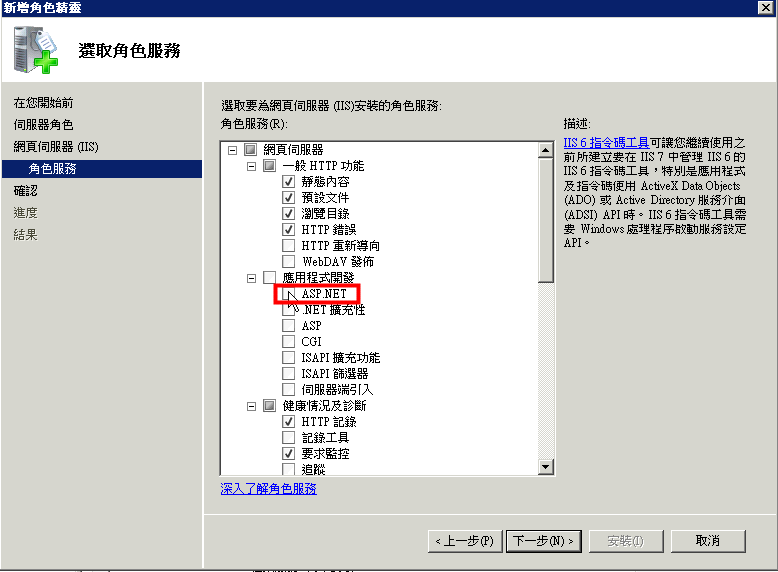 新增角色精靈
選取角色服務
在您開始前
伺服器角色
網頁伺服器 (IIS)
角色服務
確認
進度
結果
選取要為網頁伺服器 (IIS)安裝的角色服務:
角色服務(R):
網頁伺服器
一般 HTTP 功能
靜態內容
預設文件
瀏覽目錄
HTTP 錯誤
HTTP 重新導向
WebDAV 發佈
應用程式開發
ASP.NET
.NET 擴充性
ASP
CGI
ISAPI 擴充功能
ISAPI 篩選器
伺服器端引入
健康情況及診斷
HTTP 記錄
記錄工具
要求監控
追蹤
深入了解角色服務
描述:
IIS 6 指令碼工具可讓您繼續使用之
前所建立要在 IIS 7 中管理 IIS 6 的
IIS 6 指令碼工具，特別是應用程式
及指令碼使用 ActiveX Data Objects
(ADO) 或 Active Directory 服務介面
(ADSI) API 時。IIS 6 指令碼工具需
要 Windows 處理程序啟動服務設定
API。
< 上一步(P)
下一步(N) >
安裝(I)
取消